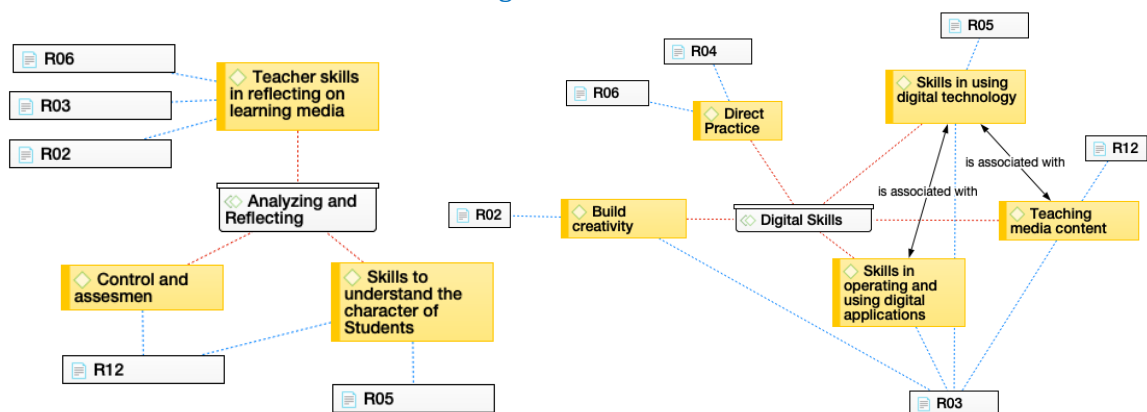 R06
Teacher skills
in reflecting on
learning media
R03
R02
Analyzing and
Reflecting
Control and
assesmen
Skills to
understand the
character of
Students
R12
R05
R05
R04
Skills in using
digital technology
R06
Direct
Practice
R12
is associated with
is associated with
R02
Build
creativity
Digital Skills
Teaching
media content
Skills in
operating and
using digital
applications
R03